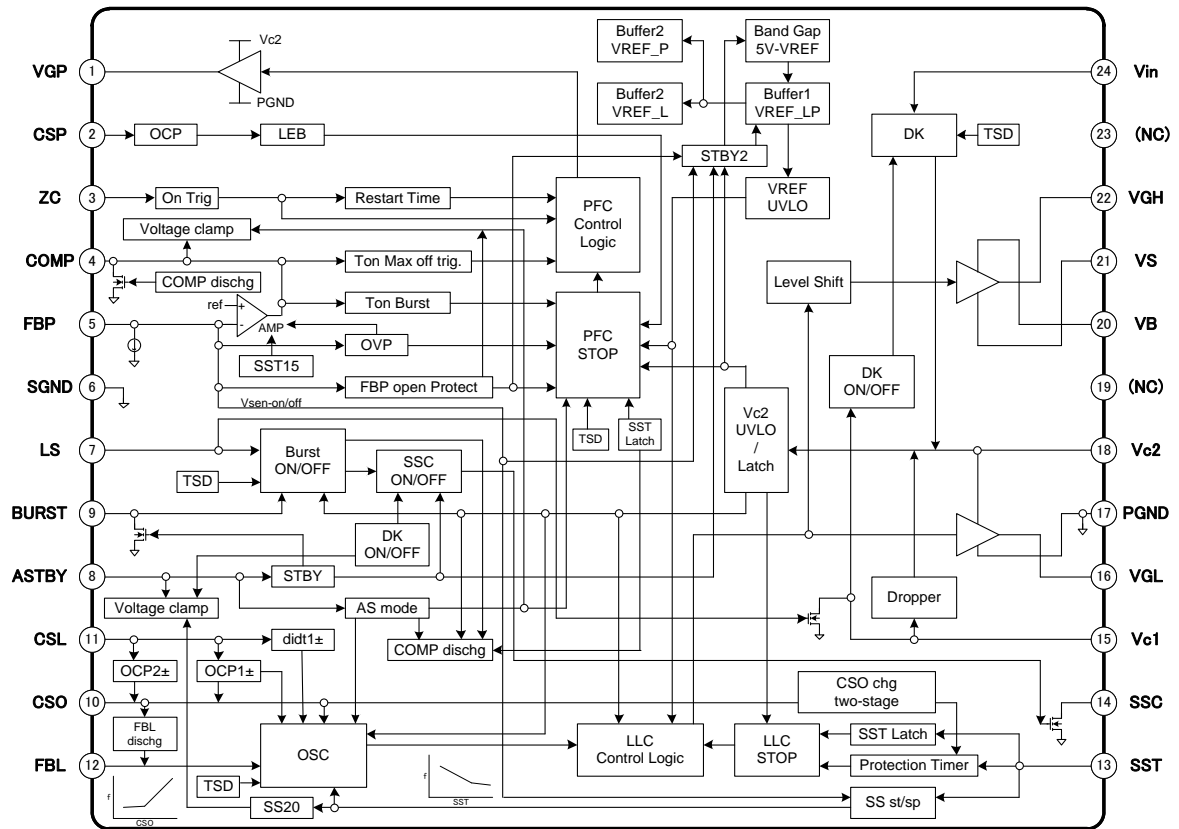 VGP
1
Vc2
PGND
Buffer2
VREF_P
Band Gap
5V-VREF
24
Vin
Buffer2
VREF_L
Buffer1
VREF_LP
CSP
2
OCP
LEB
DK
TSD
23
(NC)
STBY2
ZC
3
On Trig
Restart Time
PFC
Control
Logic
VREF
UVLO
22
VGH
Voltage clamp
COMP
4
Ton Max off trig.
21
VS
COMP dischg
Level Shift
ref
+
-
AMP
Ton Burst
FBP
5
PFC
STOP
20
VB
OVP
SST15
DK
ON/OFF
SGND
6
FBP open Protect
19
(NC)
Vsen-on/off
TSD
SST
Latch
Vc2
UVLO
/
Latch
LS
7
Burst
ON/OFF
SSC
ON/OFF
18
Vc2
TSD
BURST
9
17
PGND
DK
ON/OFF
ASTBY
8
STBY
16
VGL
Voltage clamp
AS mode
Dropper
CSL
11
didt1±
COMP dischg
15
Vc1
OCP2±
OCP1±
CSO
10
CSO chg
two-stage
14
SSC
FBL
dischg
OSC
LLC
Control Logic
LLC
STOP
SST Latch
FBL
12
Protection Timer
13
SST
f
CSO
TSD
f
SST
SS20
SS st/sp